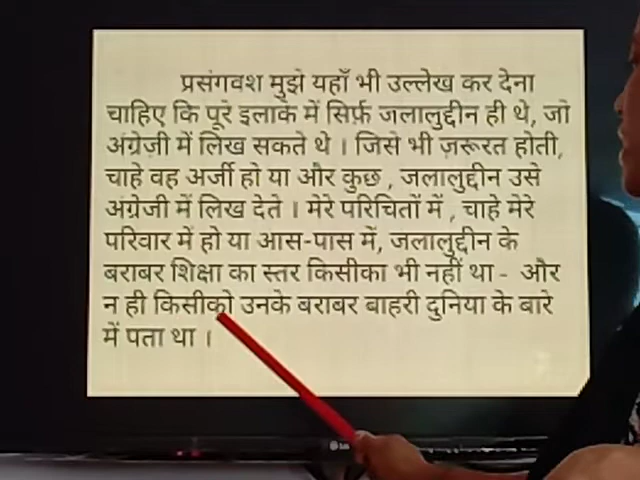 प्रसंगवश मुझे यहाँ भी उल्लेख कर देना
चाहिए कि पूरे इलाके में सिर्फ़ जलालुद्दीन ही थे, जो
अंग्रेजी में लिख सकते थे । जिसे भी ज़रूरत होती,
चाहे वह अर्जी हो या और कुछ , जलालुद्दीन उसे
अंग्रेजी में लिख देते । मेरे परिचितों में , चाहे मेरे
परिवार में हो या आस-पास में, जलालुद्दीन के
बराबर शिक्षा का स्तर किसीका भी नहीं था - और
न ही किसीको उनके बराबर बाहरी दुनिया के बारे
में पता था ।
LG